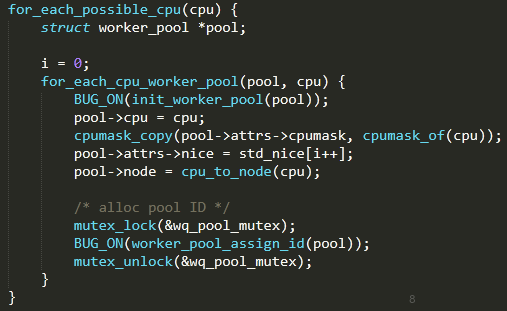 for_each_possible_cpu(cpu) {
    struct worker_pool *pool;

    i = 0;
    for_each_cpu_worker_pool(pool, cpu) {
        BUG_ON(init_worker_pool(pool));
        pool->cpu = cpu;
        cpumask_copy(pool->attrs->cpumask, cpumask_of(cpu));
        pool->attrs->nice = std_nice[i++];
        pool->node = cpu_to_node(cpu);

        /* alloc pool ID */
        mutex_lock(&wq_pool_mutex);
        BUG_ON(worker_pool_assign_id(pool));
        mutex_unlock(&wq_pool_mutex);
    }
}
8